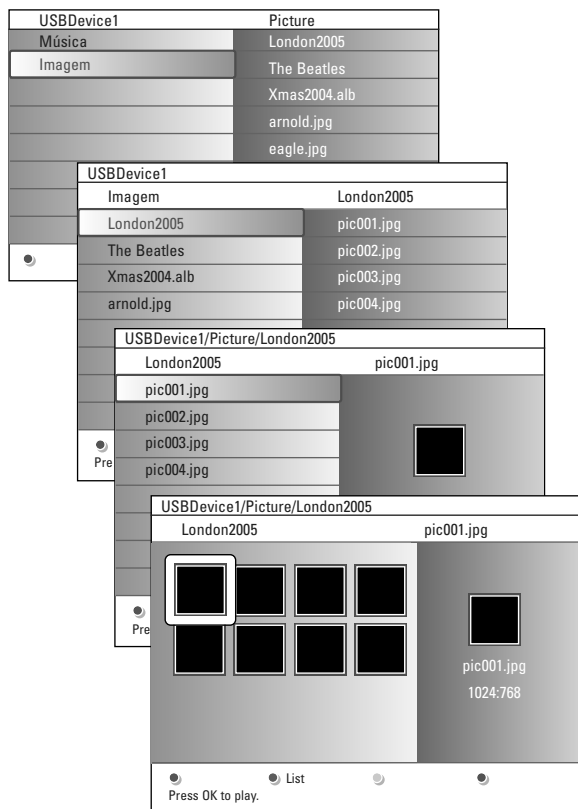 USBDevice1 Picture
Música London2005
Imagem The Beatles
Xmas2004.alb
arnold.jpg
eagle.jpg
USBDevice1
Imagem London2005
London2005 pic001.jpg
The Beatles pic002.jpg
Xmas2004.alb pic003.jpg
arnold.jpg pic004.jpg
Pre
USBDevice1/Picture/London2005
London2005 pic001.jpg
pic001.jpg
pic002.jpg
pic003.jpg
pic004.jpg
Pre
USBDevice1/Picture/London2005
London2005 pic001.jpg
pic001.jpg
1024:768
List
Press OK to play.